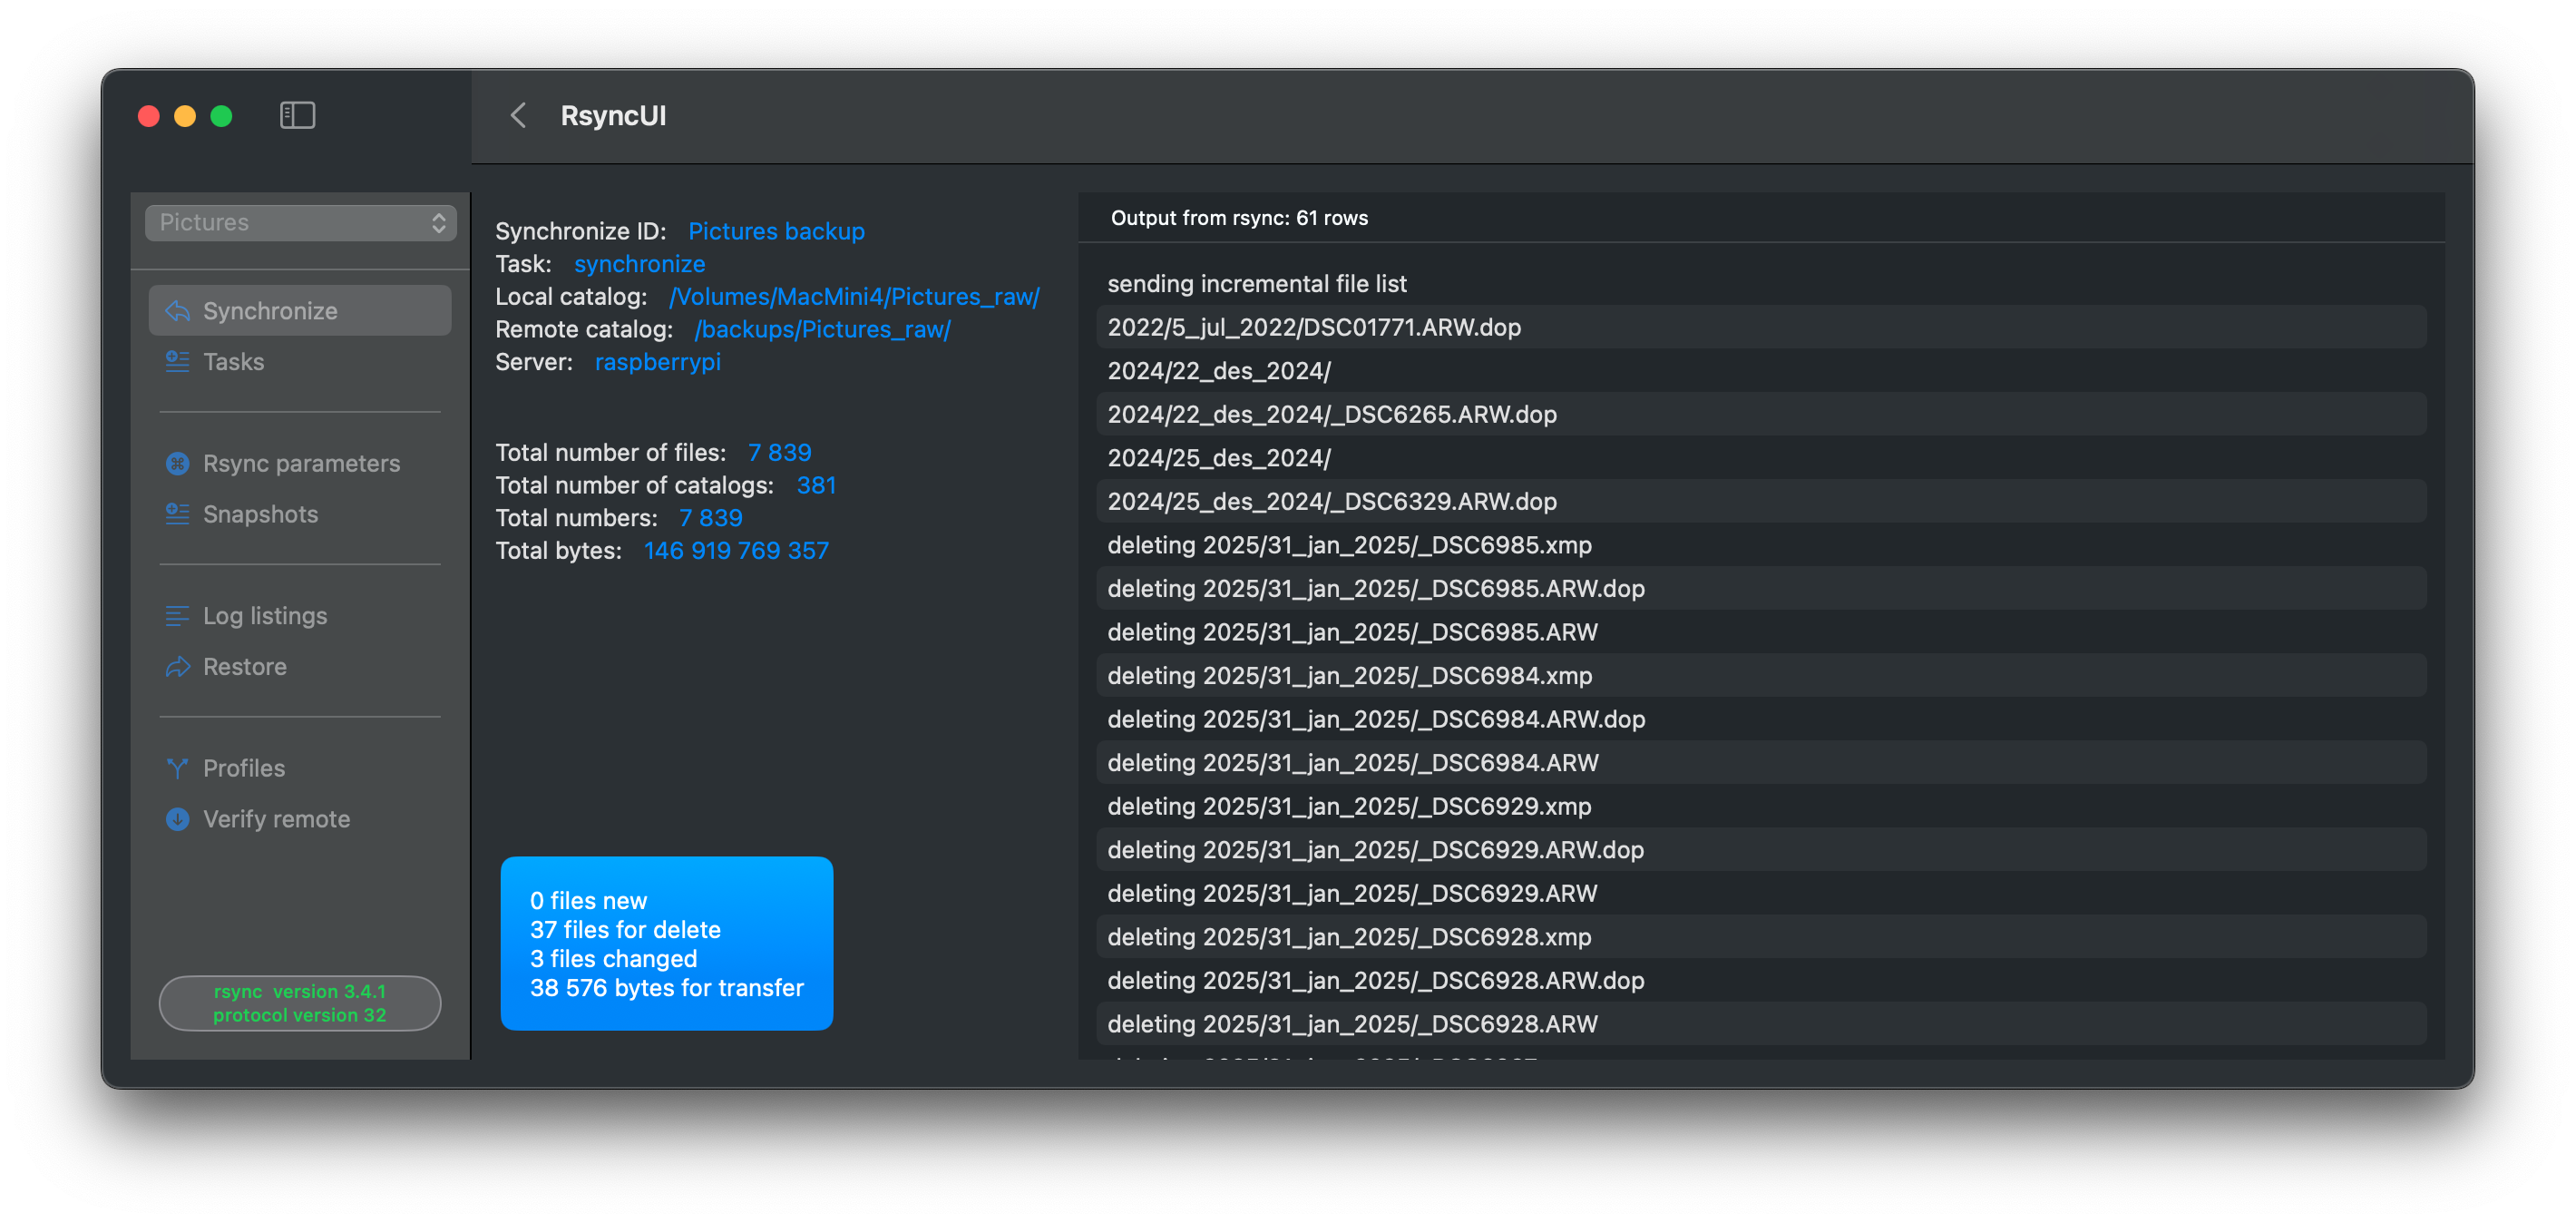 RsyncUI
Pictures
Synchronize
Tasks
Rsync parameters
Snapshots
Log listings
Restore
Profiles
Verify remote
rsync  version 3.4.1
protocol version 32
Synchronize ID: Pictures backup
Task: synchronize
Local catalog: /Volumes/MacMini4/Pictures_raw/
Remote catalog: /backups/Pictures_raw/
Server: raspberrypi
Total number of files: 7 839
Total number of catalogs: 381
Total numbers: 7 839
Total bytes: 146 919 769 357
0 files new
37 files for delete
3 files changed
38 576 bytes for transfer
Output from rsync: 61 rows
sending incremental file list
2022/5_jul_2022/DSC01771.ARW.dop
2024/22_des_2024/
2024/22_des_2024/_DSC6265.ARW.dop
2024/25_des_2024/
2024/25_des_2024/_DSC6329.ARW.dop
deleting 2025/31_jan_2025/_DSC6985.xmp
deleting 2025/31_jan_2025/_DSC6985.ARW.dop
deleting 2025/31_jan_2025/_DSC6985.ARW
deleting 2025/31_jan_2025/_DSC6984.xmp
deleting 2025/31_jan_2025/_DSC6984.ARW.dop
deleting 2025/31_jan_2025/_DSC6984.ARW
deleting 2025/31_jan_2025/_DSC6929.xmp
deleting 2025/31_jan_2025/_DSC6929.ARW.dop
deleting 2025/31_jan_2025/_DSC6929.ARW
deleting 2025/31_jan_2025/_DSC6928.xmp
deleting 2025/31_jan_2025/_DSC6928.ARW.dop
deleting 2025/31_jan_2025/_DSC6928.ARW